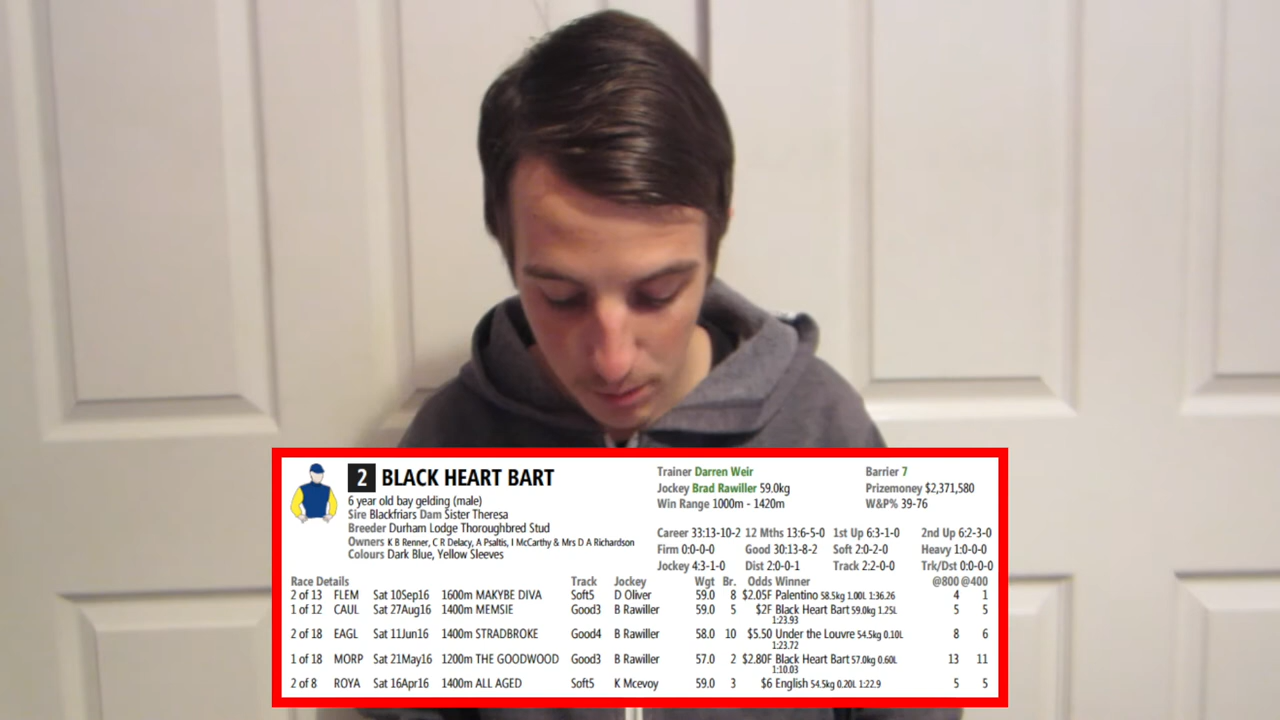 2 BLACK HEART BART
6 year old bay gelding (male)
Sire Blackfriars Dam Sister Theresa
Breeder Durham Lodge Thoroughbred Stud
Owners K B Renner, C R Delacy, A Psaltis, I McCarthy & Mrs D A Richardson
Colours Dark Blue, Yellow Sleeves
Trainer Darren Weir Barrier 7
Jockey Brad Rawiller 59.0kg Prizemoney $2,371,580
Win Range 1000m - 1420m W&P% 39-76
Career 33:13-10-2 12 Mths 13:6-5-0 1st Up 6:3-1-0 2nd Up 6:2-3-0
Firm 0:0-0-0 Good 30:13-8-2 Soft 2:0-2-0 Heavy 1:0-0-0
Jockey 4:3-1-0 Dist 2:0-0-1 Track 2:2-0-0 Trk/Dst 0:0-0-0
Race Details Track Jockey Wgt Br. Odds Winner @800 @400
2 of 13 FLEM Sat 10Sep16 1600m MAKYBE DIVA Soft5 D Oliver 59.0 8 $2.05F Palentino 58.5kg 1.00L 1:36.26 4 1
1 of 12 CAUL Sat 27Aug16 1400m MEMSIE Good3 B Rawiller 59.0 5 $2F Black Heart Bart 59.0kg 1.25L 5 5
1:23.93
2 of 18 EAGL Sat 11Jun16 1400m STRADBROKE Good4 B Rawiller 58.0 10 $5.50 Under the Louvre 54.5kg 0.10L 8 6
1:23.72
1 of 18 MORP Sat 21May16 1200m THE GOODWOOD Good3 B Rawiller 57.0 2 $2.80F Black Heart Bart 57.0kg 0.60L 13 11
1:10.03
2 of 8 ROYA Sat 16Apr16 1400m ALL AGED Soft5 K Mcevoy 59.0 3 $6 English 54.5kg 0.20L 1:22.9 5 5